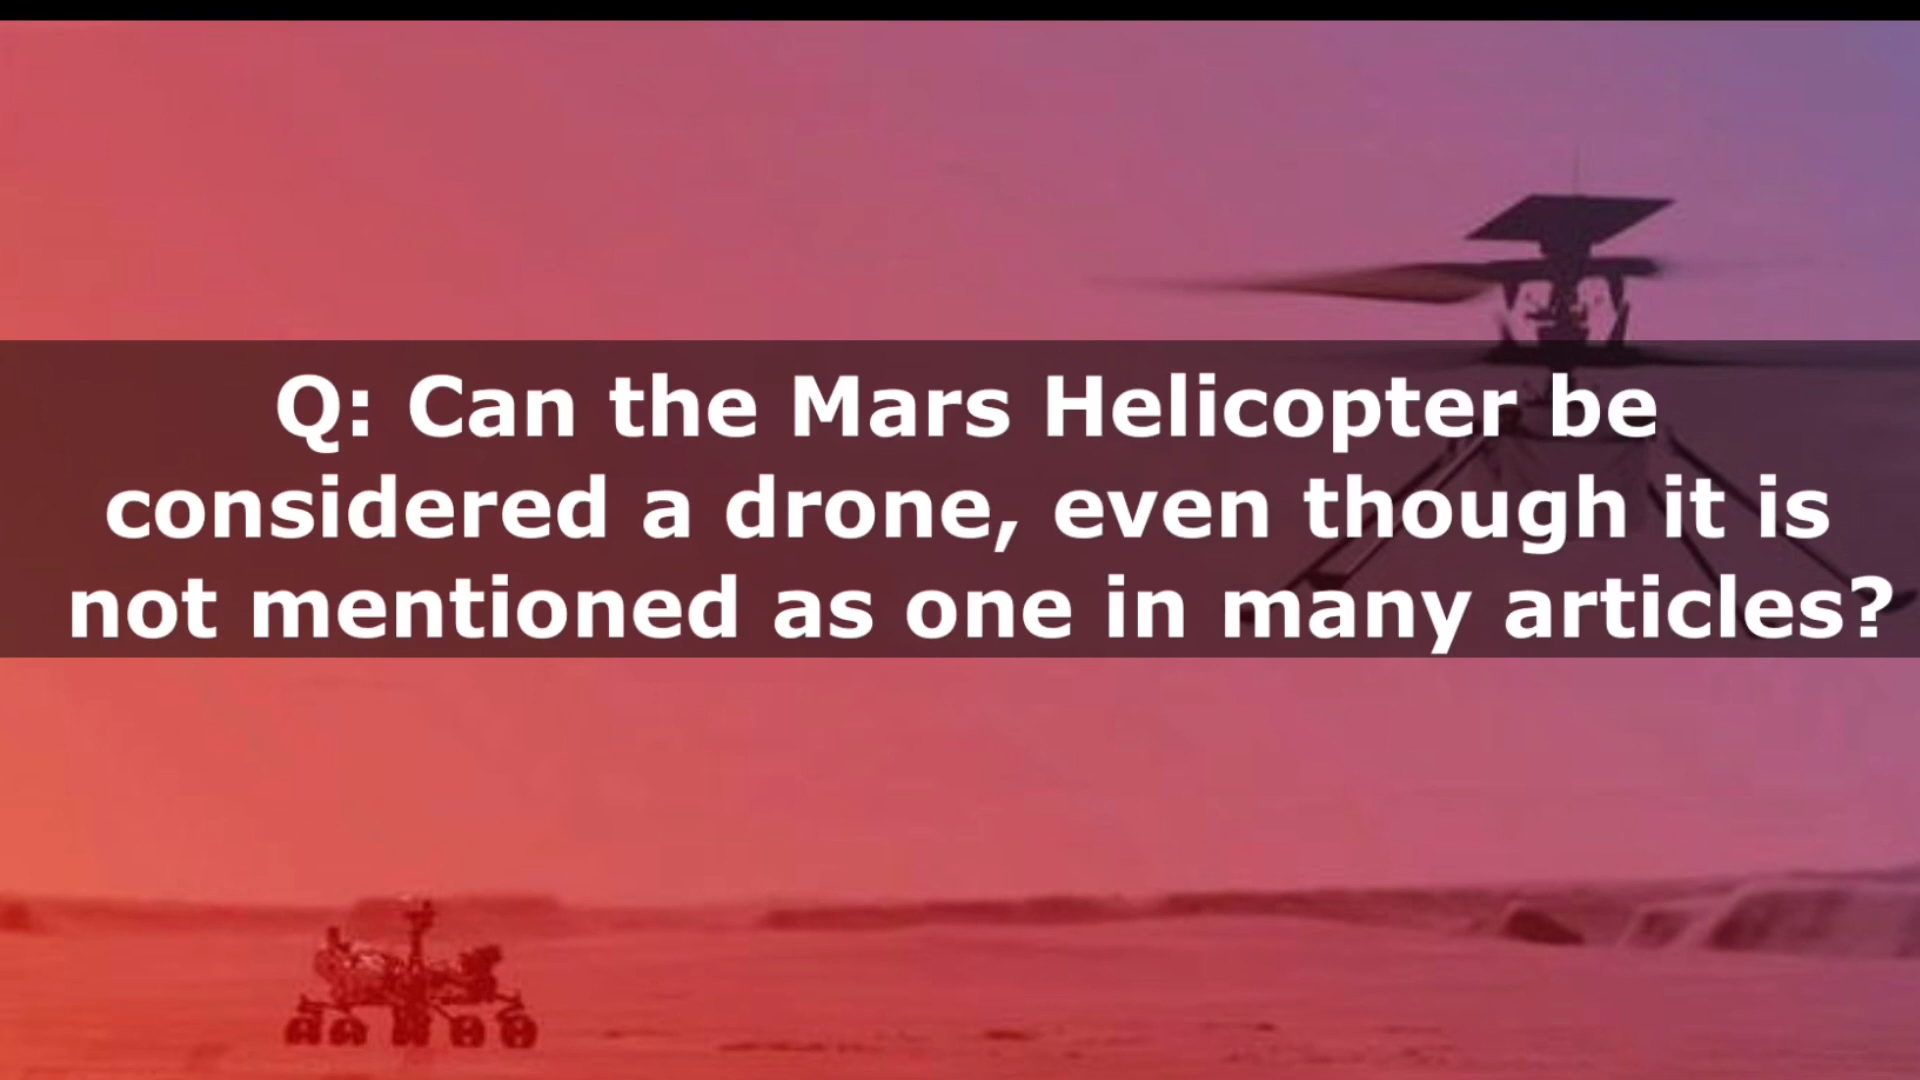 Q: Can the Mars Helicopter be
considered a drone, even though it is
not mentioned as one in many articles?